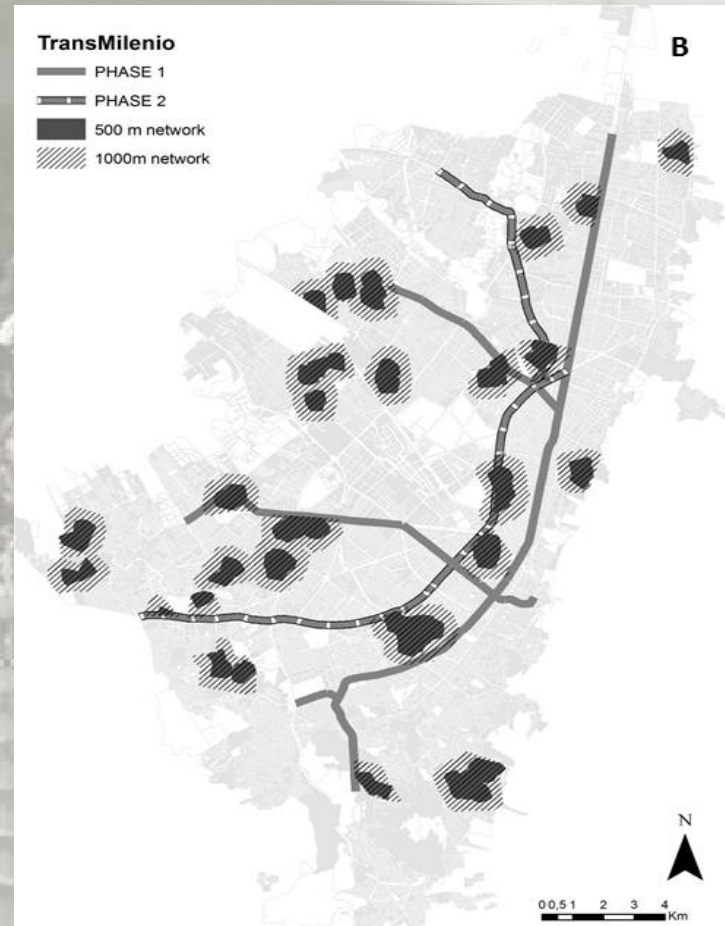 TransMilenio
PHASE 1
PHASE 2
500 m network
1000m network
B
N
0 0,5 1 2 3 4
Km